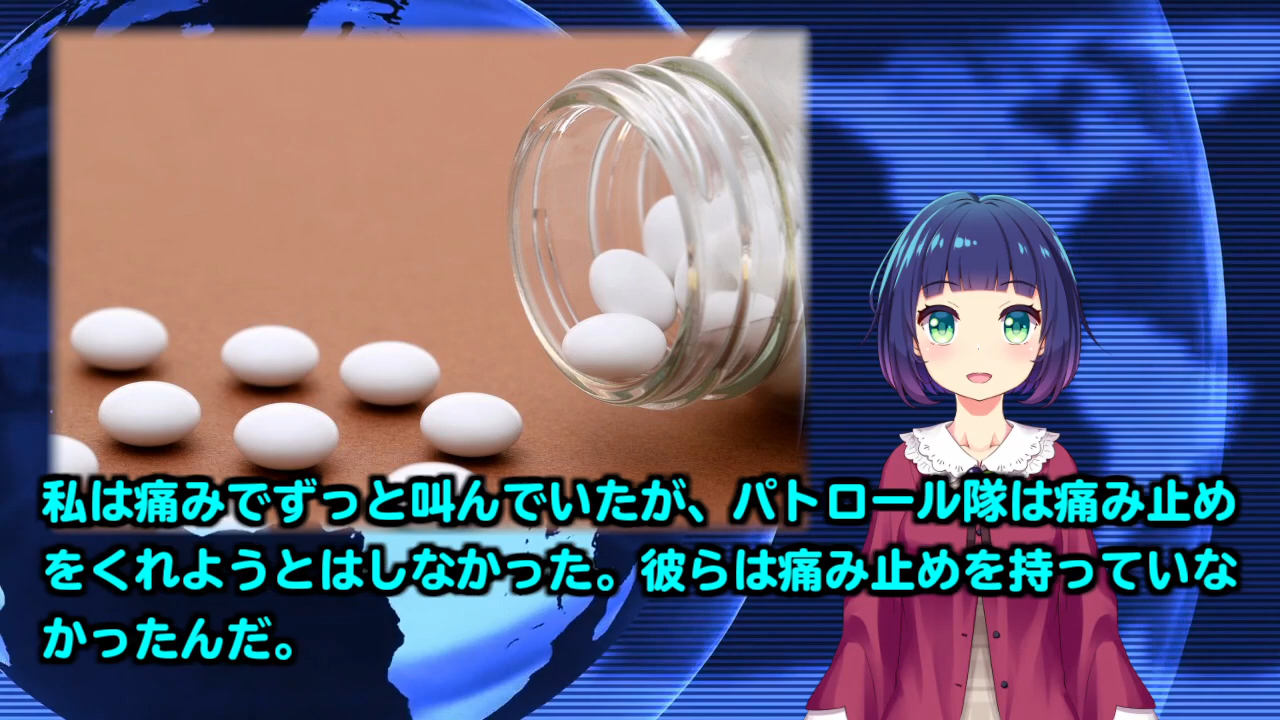 私は痛みでずっと叫んでいたが、パトロール隊は痛み止め
をくれようとはしなかった。彼らは痛み止めを持っていな
かったんだ。